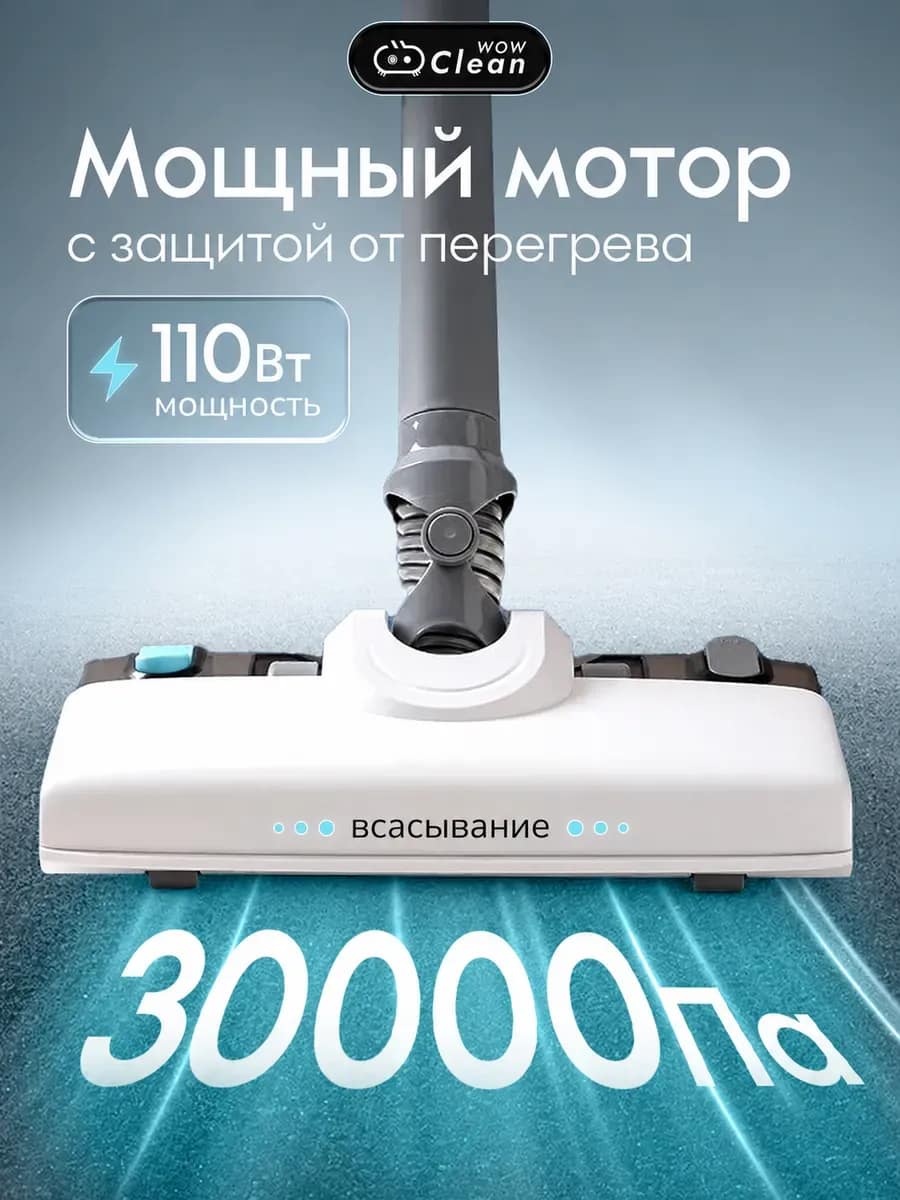 WOW
Clean
Мощный мотор
с защитой от перегрева
110Вт
мощность
всасывание
30000Па